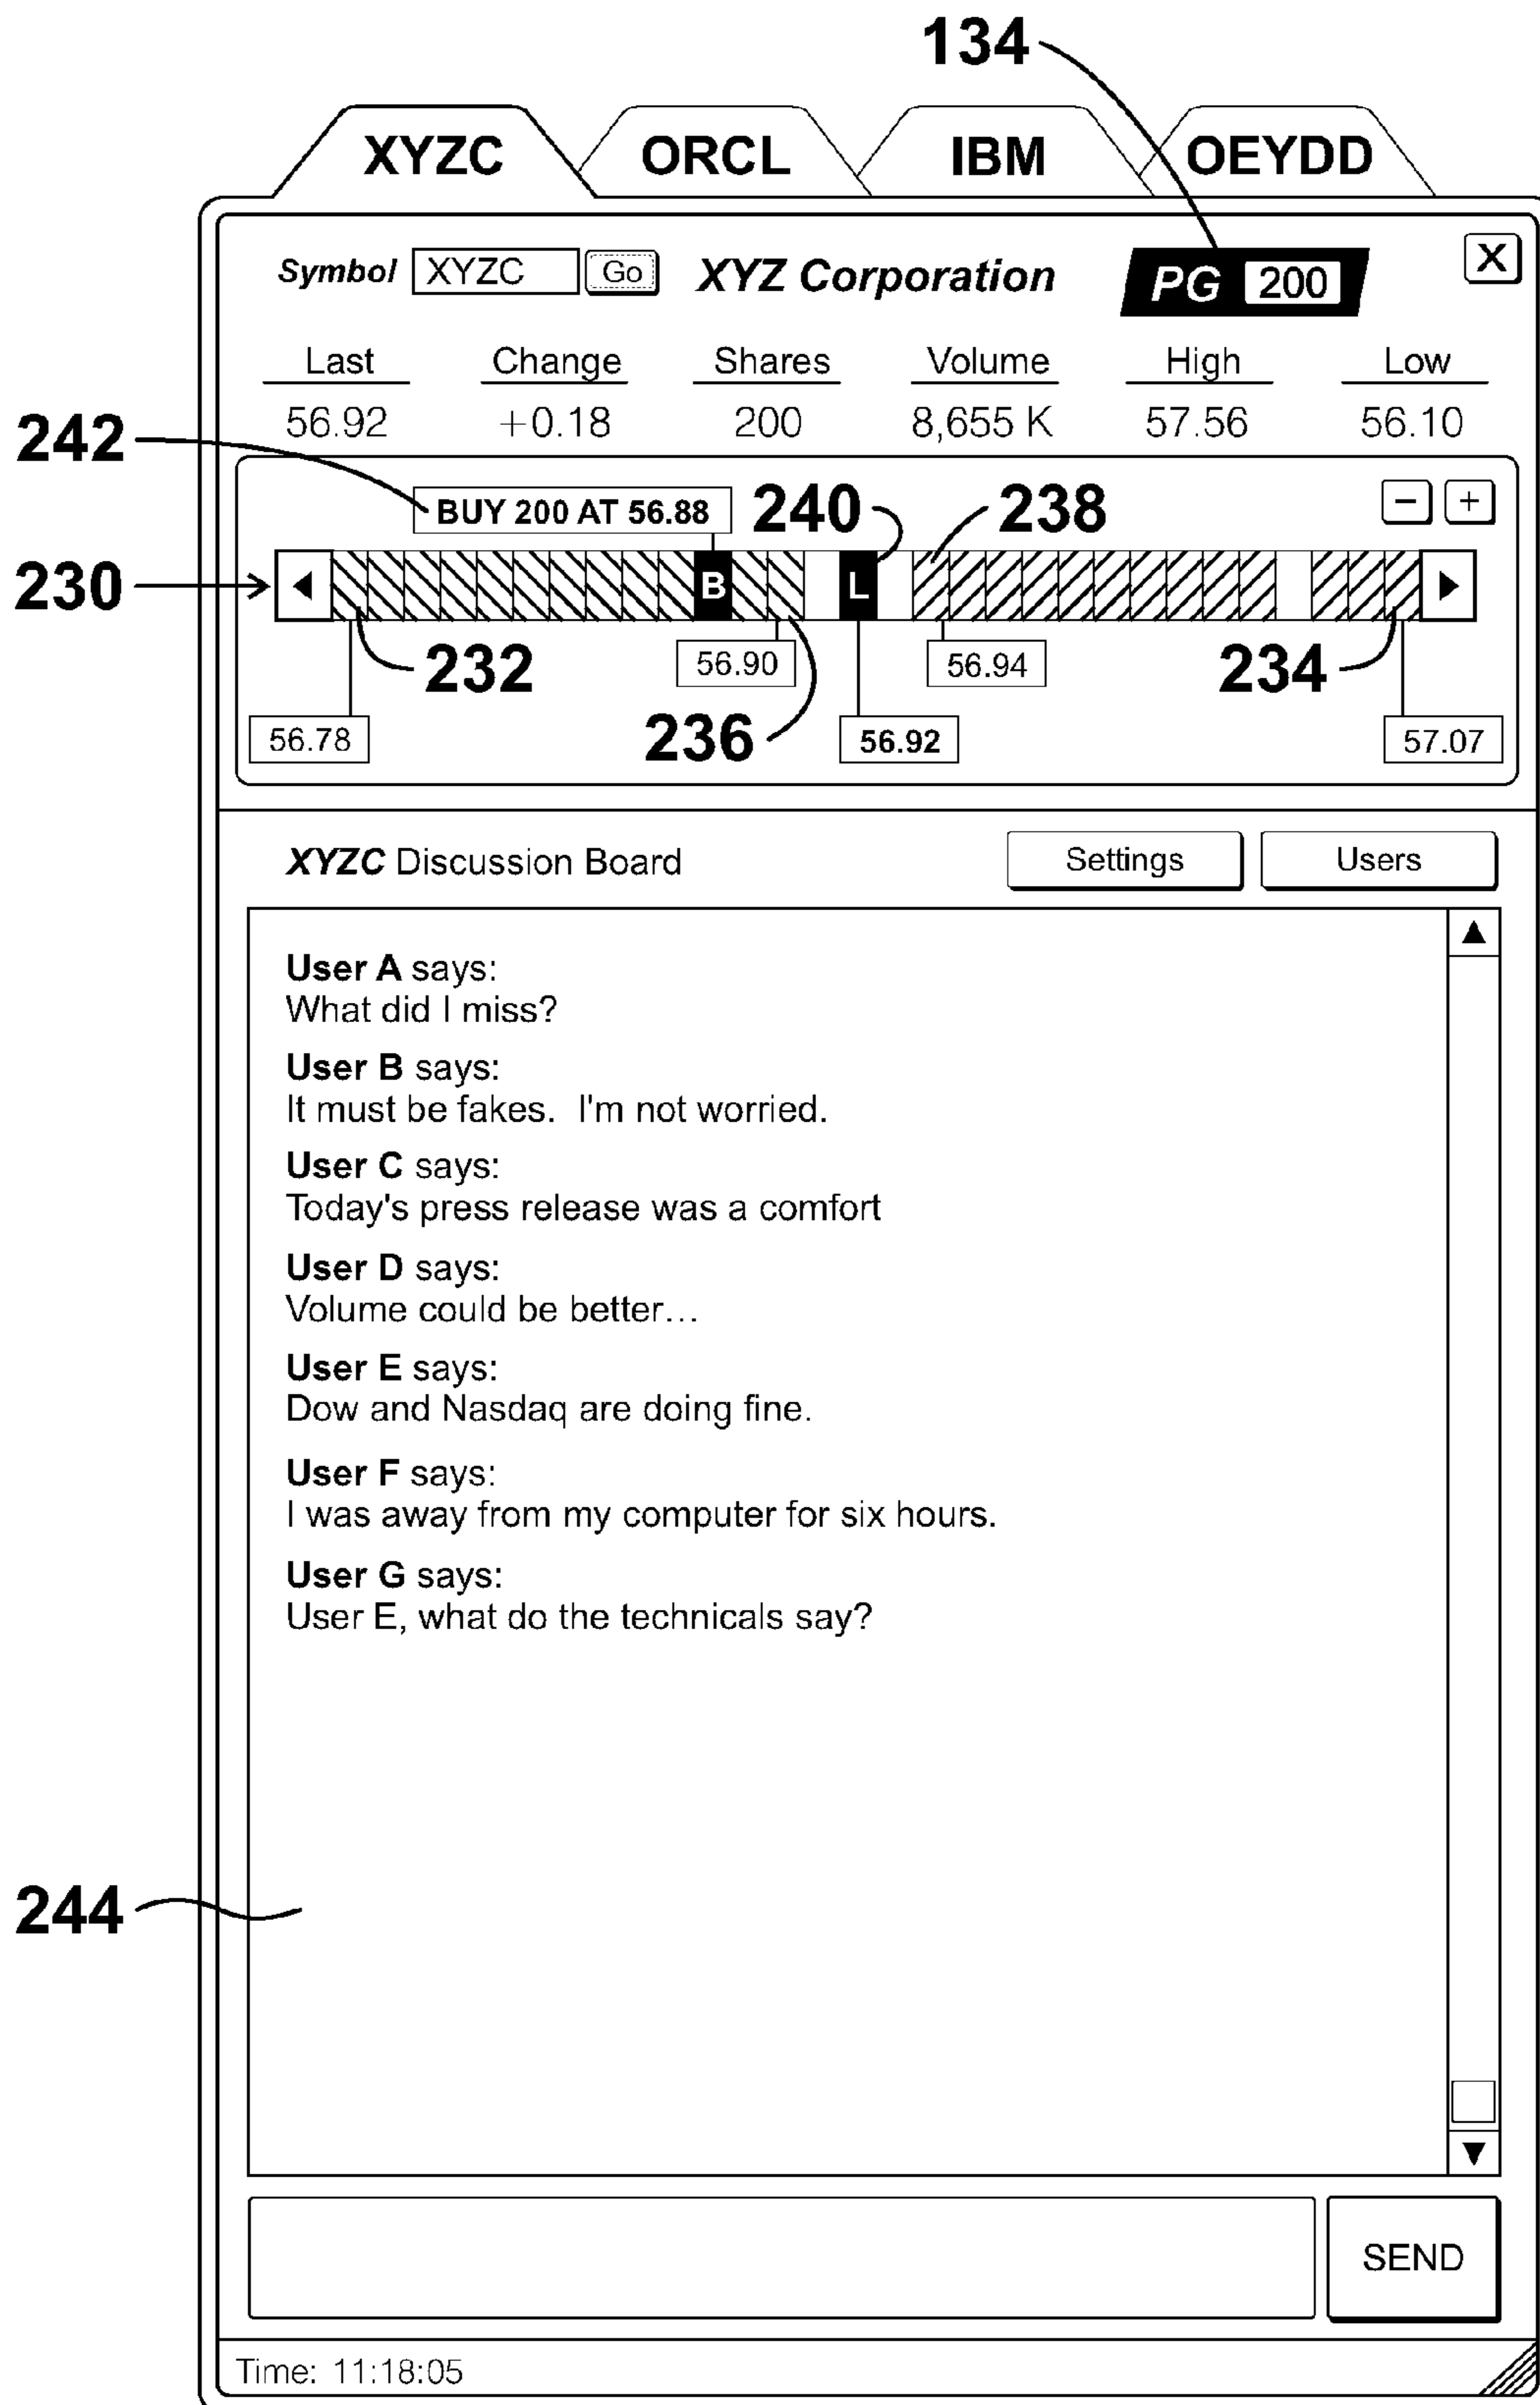 134
XYZC ORCL IBM OEYDD
Symbol XYZC Go XYZ Corporation PG 200 X
Last Change Shares Volume High Low
56.92 +0.18 200 8,655 K 57.56 56.10
242
BUY 200 AT 56.88 240 238 − +
230 B L
232 56.90 56.94 234
56.78 236 56.92 57.07
XYZC Discussion Board Settings Users
User A says:
What did I miss?
User B says:
It must be fakes. I'm not worried.
User C says:
Today's press release was a comfort
User D says:
Volume could be better...
User E says:
Dow and Nasdaq are doing fine.
User F says:
I was away from my computer for six hours.
User G says:
User E, what do the technicals say?
244
SEND
Time: 11:18:05